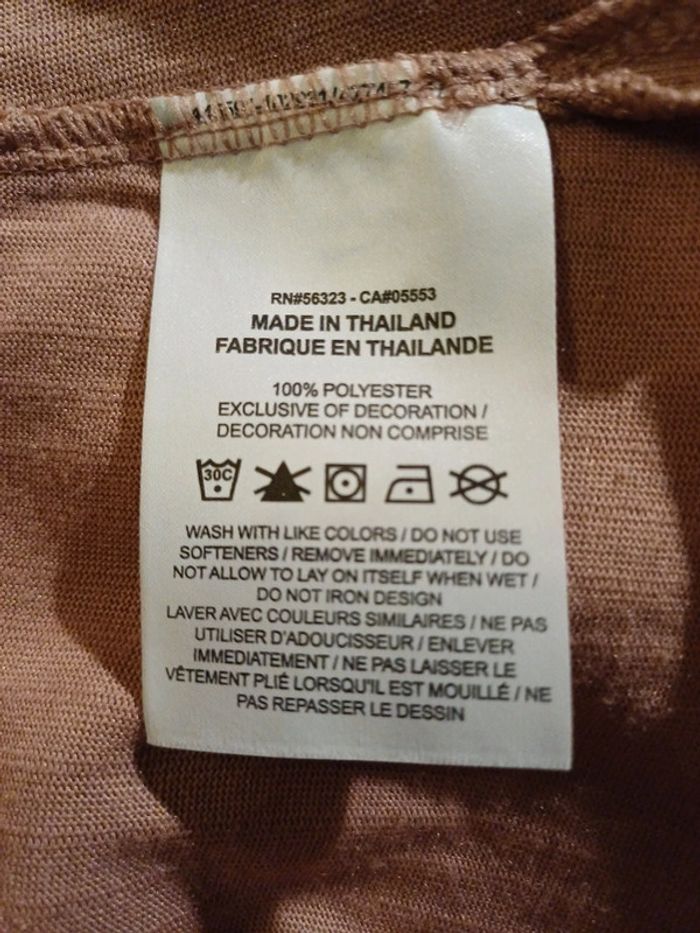 RN#56323 - CA#05553
MADE IN THAILAND
FABRIQUE EN THAILANDE
100% POLYESTER
EXCLUSIVE OF DECORATION /
DECORATION NON COMPRISE
30C
WASH WITH LIKE COLORS / DO NOT USE
SOFTENERS / REMOVE IMMEDIATELY / DO
NOT ALLOW TO LAY ON ITSELF WHEN WET /
DO NOT IRON DESIGN
LAVER AVEC COULEURS SIMILAIRES / NE PAS
UTILISER D'ADOUCISSEUR / ENLEVER
IMMEDIATEMENT / NE PAS LAISSER LE
VÊTEMENT PLIÉ LORSQU'IL EST MOUILLÉ / NE
PAS REPASSER LE DESSIN